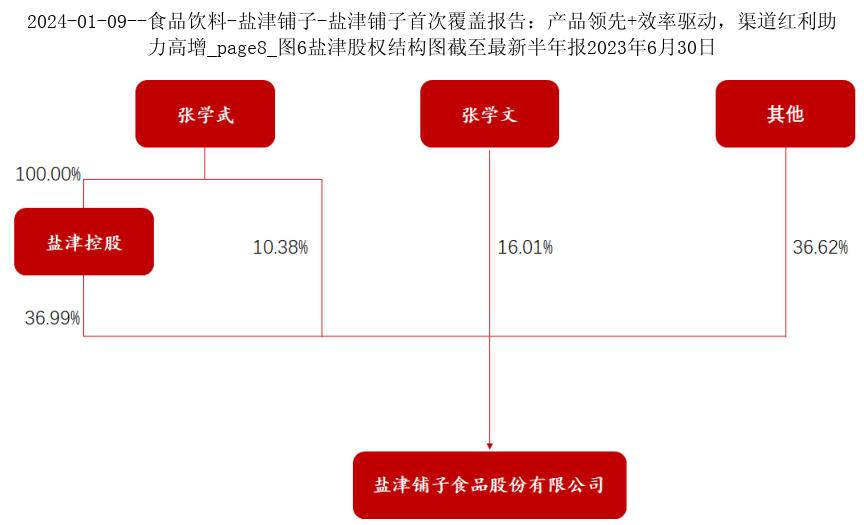 2024-01-09--食品饮料-盐津铺子-盐津铺子首次覆盖报告：产品领先+效率驱动，渠道红利助
力高增_page8_图6盐津股权结构图截至最新半年报2023年6月30日
张学武
张学文
其他
100.00%
盐津控股
10.38%
16.01%
36.62%
36.99%
盐津铺子食品股份有限公司